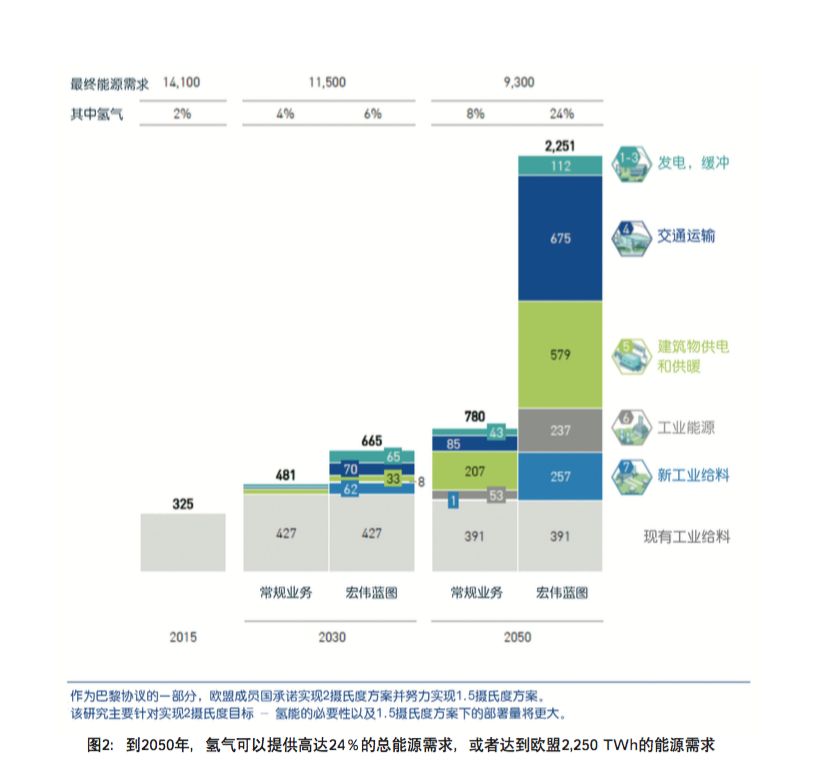 最终能源需求 14,100 11,500 9,300
其中氢气 2% 4% 6% 8% 24%
2,251
1-3 发电，缓冲
112
4 交通运输
675
5 建筑物供电
和供暖
579
6 工业能源
237
7 新工业给料
257
现有工业给料
391
780
43
85
207
53
1
391
665
65
70
33
8
62
427
481
427
325
常规业务 宏伟蓝图 常规业务 宏伟蓝图
2015 2030 2050
作为巴黎协议的一部分，欧盟成员国承诺实现2摄氏度方案并努力实现1.5摄氏度方案。
该研究主要针对实现2摄氏度目标 － 氢能的必要性以及1.5摄氏度方案下的部署量将更大。
图2: 到2050年，氢气可以提供高达24％的总能源需求，或者达到欧盟2,250 TWh的能源需求